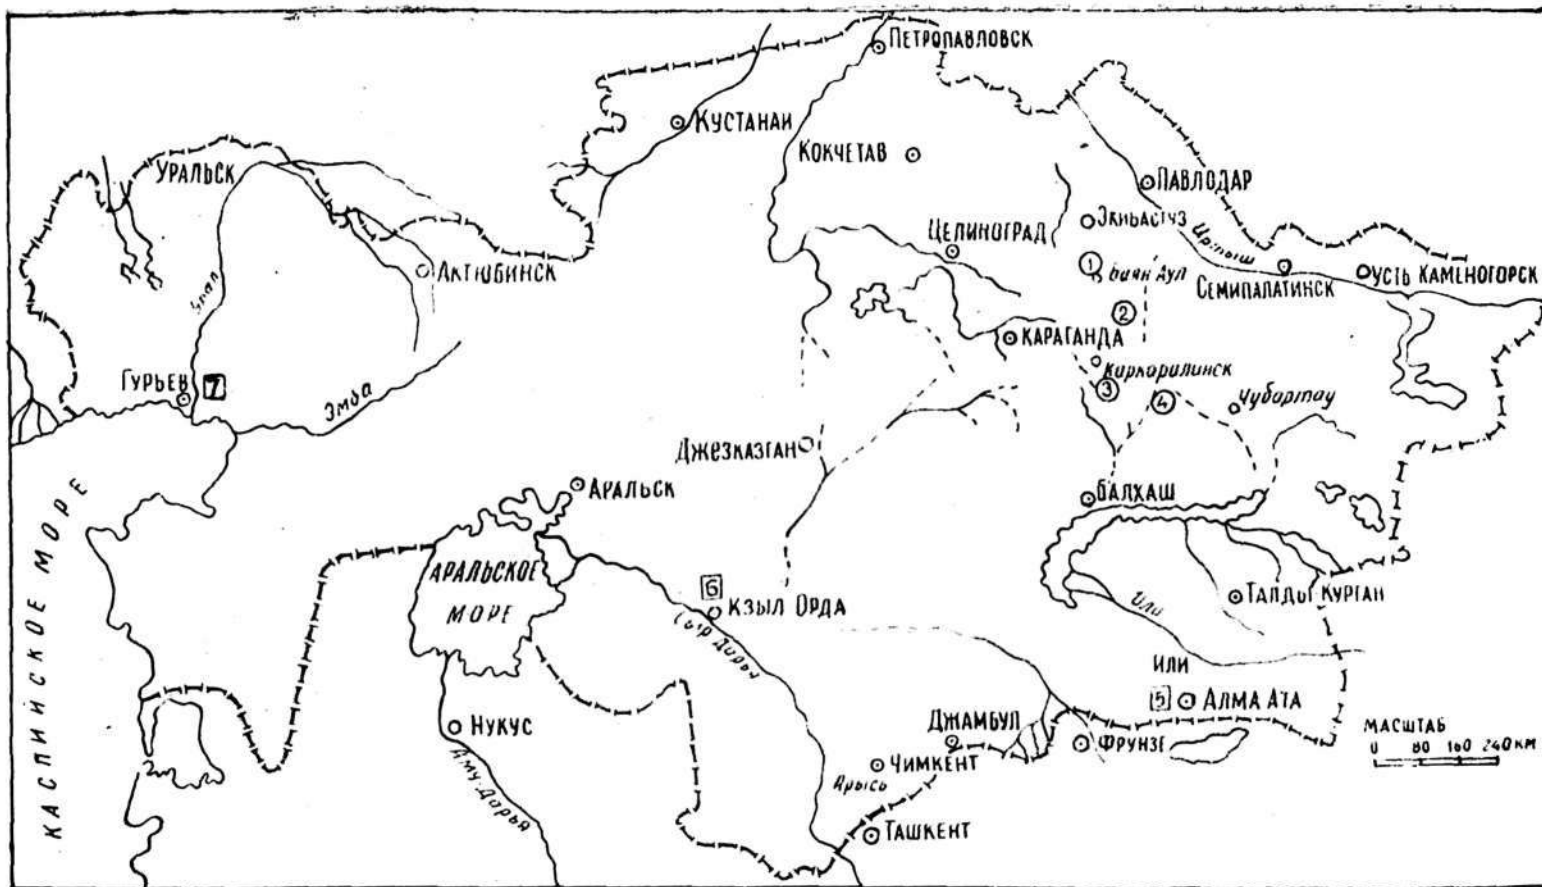 ПЕТРОПАВЛОВСК
КУСТАНАИ
КОКЧЕТАВ
УРАЛЬСК
ПАВЛОДАР
ЭКИБАСТУЗ
ЦЕЛИНОГРАД
Иртыш
1
Баян Аул
АКТЮБИНСК
СЕМИПАЛАТИНСК
УСТЬ КАМЕНОГОРСК
Урал
2
КАРАГАНДА
Каркаралинск
ГУРЬЕВ
7
3
4
Чубартау
Эмба
ДЖЕЗКАЗГАН
АРАЛЬСК
БАЛХАШ
КАСПИЙСКОЕ МОРЕ
АРАЛЬСКОЕ
МОРЕ
6
КЗЫЛ ОРДА
ТАЛДЫ КУРГАН
Или
Сыр Дарья
ИЛИ
5
АЛМА АТА
НУКУС
ДЖАМБУЛ
ФРУНЗЕ
МАСШТАБ
0 80 160 240 КМ
ЧИМКЕНТ
Арысь
Аму-Дарья
ТАШКЕНТ